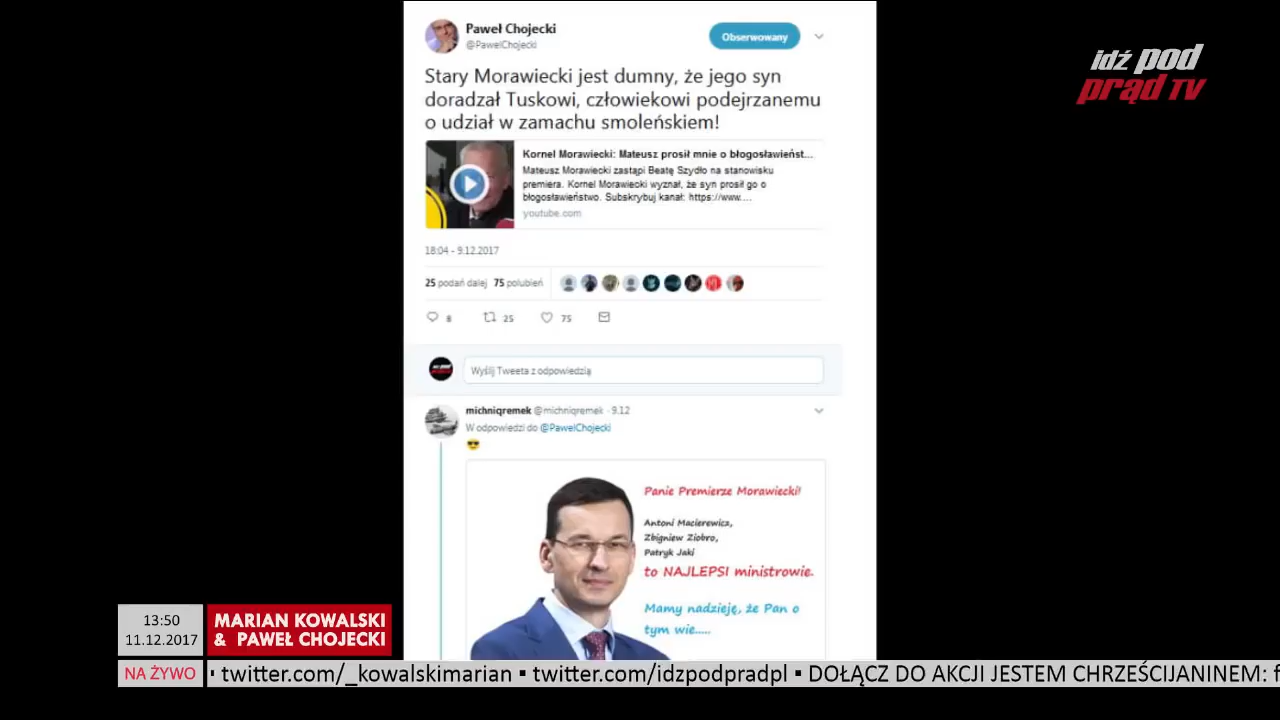 Paweł Chojecki
@PawelChojecki
Obserwowany
idź pod
prąd TV
Stary Morawiecki jest dumny, że jego syn
doradzał Tuskowi, człowiekowi podejrzanemu
o udział w zamachu smoleńskiem!
Kornel Morawiecki: Mateusz prosił mnie o błogosławieńst...
Mateusz Morawiecki zastąpi Beatę Szydło na stanowisku
premiera. Kornel Morawiecki wyznał, że syn prosił go o
błogosławieństwo. Subskrybuj kanał: https://www....
youtube.com
18:04 - 9.12.2017
25 podań dalej 75 polubień
8 25 75
idź pod
prąd
Wyślij Tweeta z odpowiedzią
michniqremek @michniqremek · 9.12
W odpowiedzi do @PawelChojecki
Panie Premierze Morawiecki!
Antoni Macierewicz,
Zbigniew Ziobro,
Patryk Jaki
to NAJLEPSI ministrowie.
Mamy nadzieję, że Pan o
tym wie.....
13:50
11.12.2017
MARIAN KOWALSKI
& PAWEŁ CHOJECKI
NA ŻYWO
▪ twitter.com/_kowalskimarian ▪ twitter.com/idzpodpradpl ▪ DOŁĄCZ DO AKCJI JESTEM CHRZEŚCIJANINEM: f